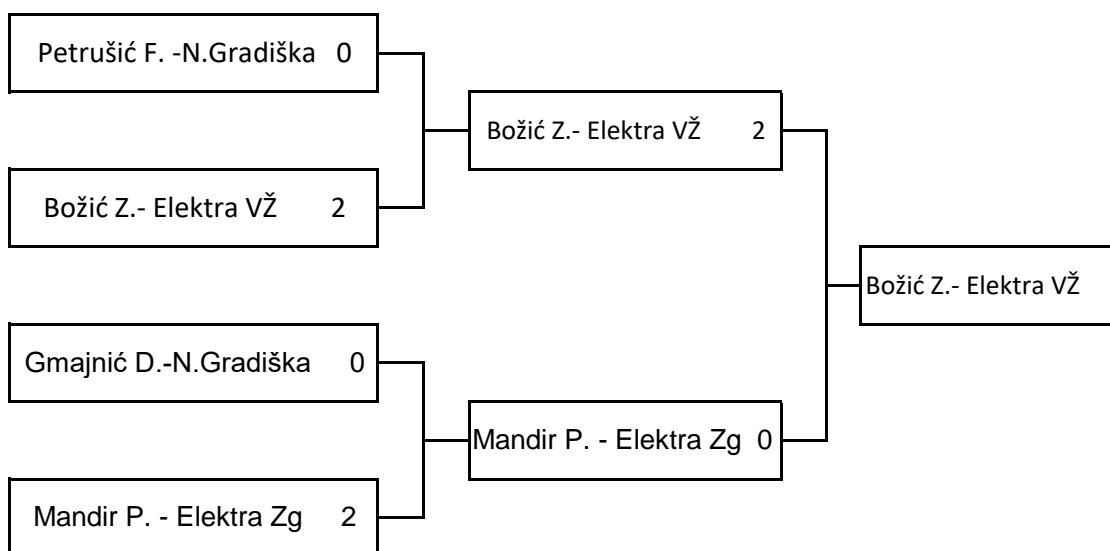 Petrušić F. -N.Gradiška 0
Božić Z.- Elektra VŽ 2
Božić Z.- Elektra VŽ 2
Božić Z.- Elektra VŽ
Gmajnić D.-N.Gradiška 0
Mandir P. - Elektra Zg 0
Mandir P. - Elektra Zg 2